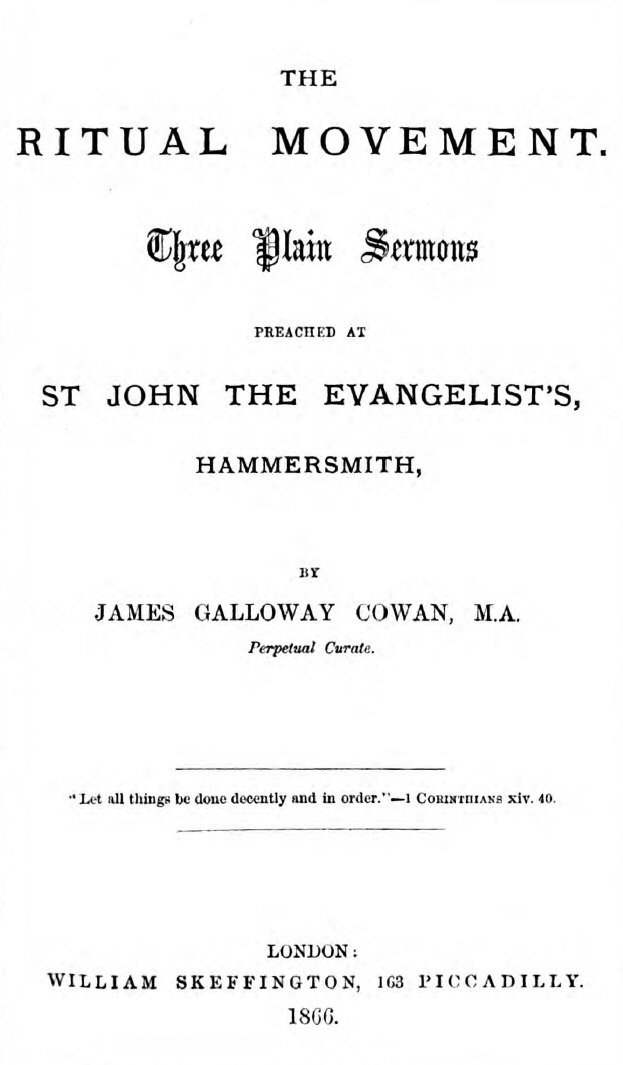 THE
RITUAL MOVEMENT.
Three Plain Sermons
PREACHED AT
ST JOHN THE EVANGELIST'S,
HAMMERSMITH,
BY
JAMES GALLOWAY COWAN, M.A.
Perpetual Curate.
"Let all things be done decently and in order."—1 CORINTHIANS xiv. 40.
LONDON:
WILLIAM SKEFFINGTON, 163 PICCADILLY.
1866.